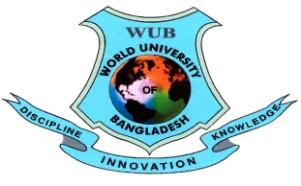 WUB
WORLD UNIVERSITY
OF
BANGLADESH
DISCIPLINE
INNOVATION
KNOWLEDGE